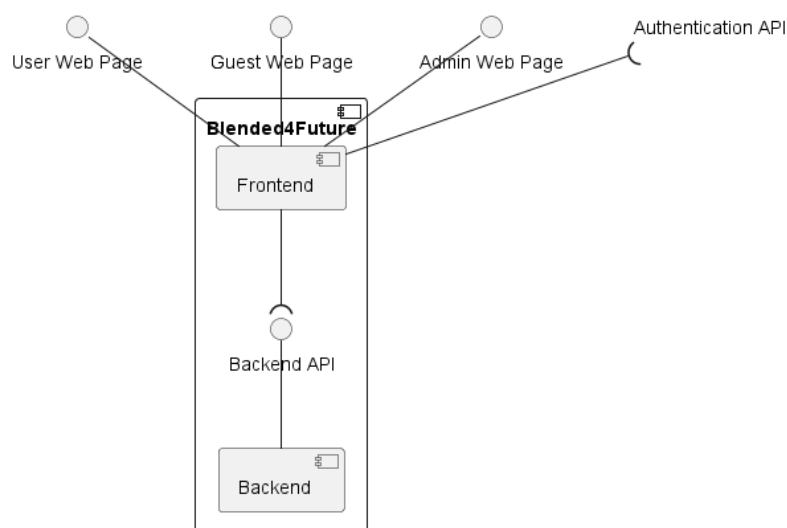 Authentication API
User Web Page
Guest Web Page
Admin Web Page
Blended4Future
Frontend
Backend API
Backend